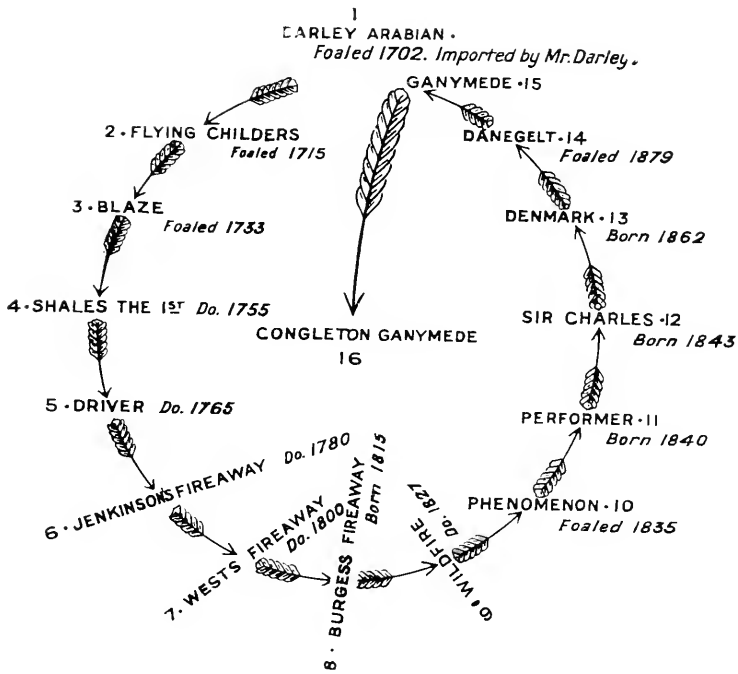 1
DARLEY ARABIAN.
Foaled 1702. Imported by Mr. Darley.
2. FLYING CHILDERS
Foaled 1715
3. BLAZE
Foaled 1733
4. SHALES THE 1ST Do. 1755
5. DRIVER Do. 1765
6. JENKINSONS FIREAWAY Do. 1780
7. WESTS FIREAWAY
Do. 1800
8. BURGESS FIREAWAY
Born 1815
9. WILDFIRE
Do. 1827
PHENOMENON. 10
Foaled 1835
PERFORMER. 11
Born 1840
SIR CHARLES. 12
Born 1843
DENMARK. 13
Born 1862
DANEGELT. 14
Foaled 1879
GANYMEDE. 15
CONGLETON GANYMEDE
16